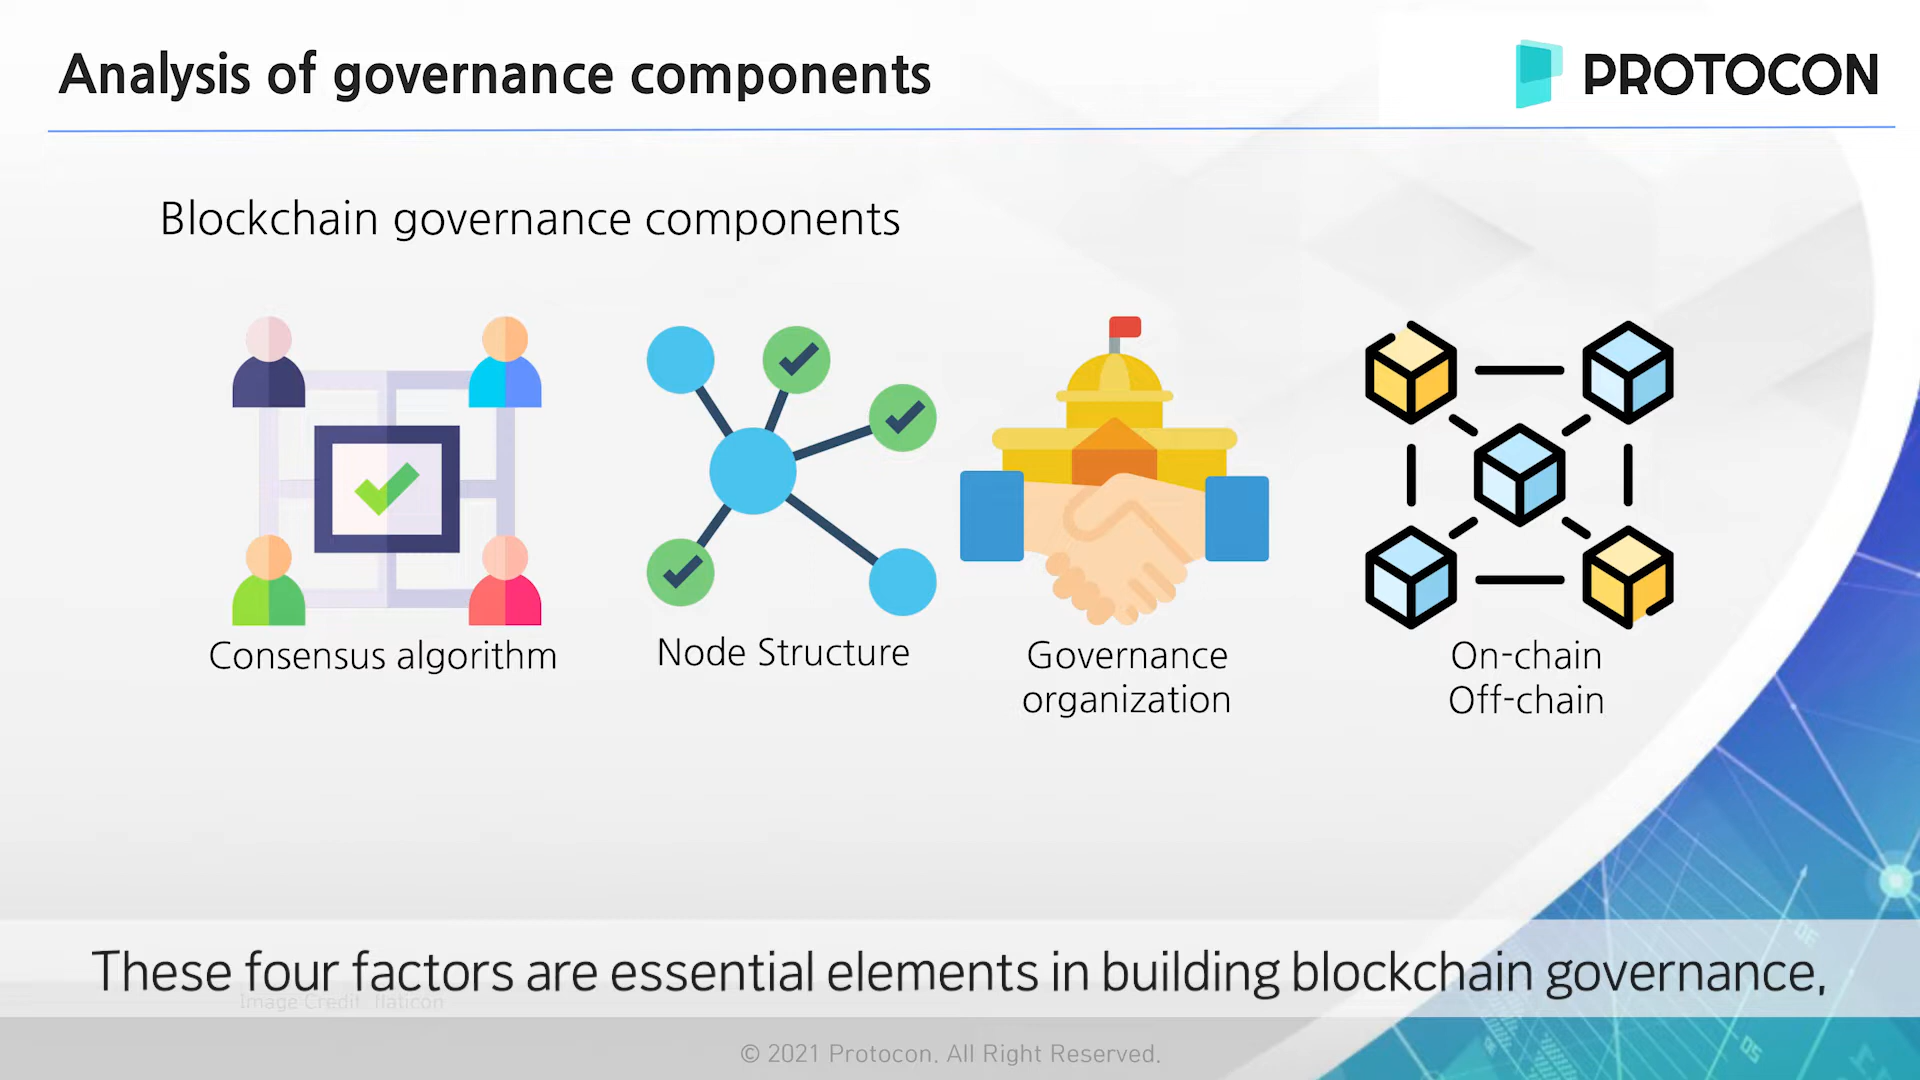 Analysis of governance components
PROTOCON
Blockchain governance components
Consensus algorithm
Node Structure
Governance
organization
On-chain
Off-chain
These four factors are essential elements in building blockchain governance,
Image Credit: flaticon
© 2021 Protocon. All Right Reserved.